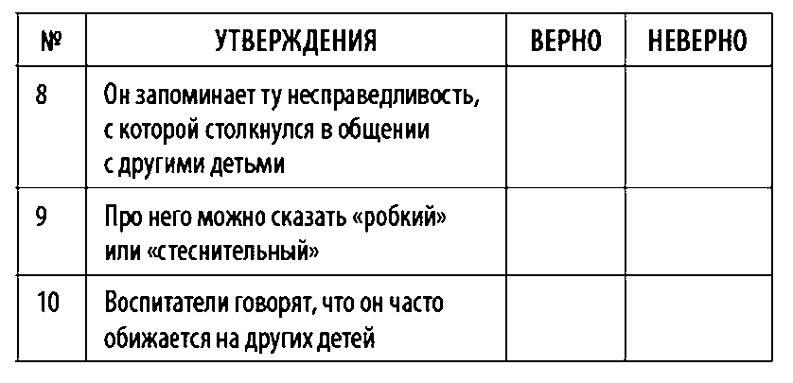 № УТВЕРЖДЕНИЯ ВЕРНО НЕВЕРНО
8 Он запоминает ту несправедливость,
с которой столкнулся в общении
с другими детьми
9 Про него можно сказать «робкий»
или «стеснительный»
10 Воспитатели говорят, что он часто
обижается на других детей